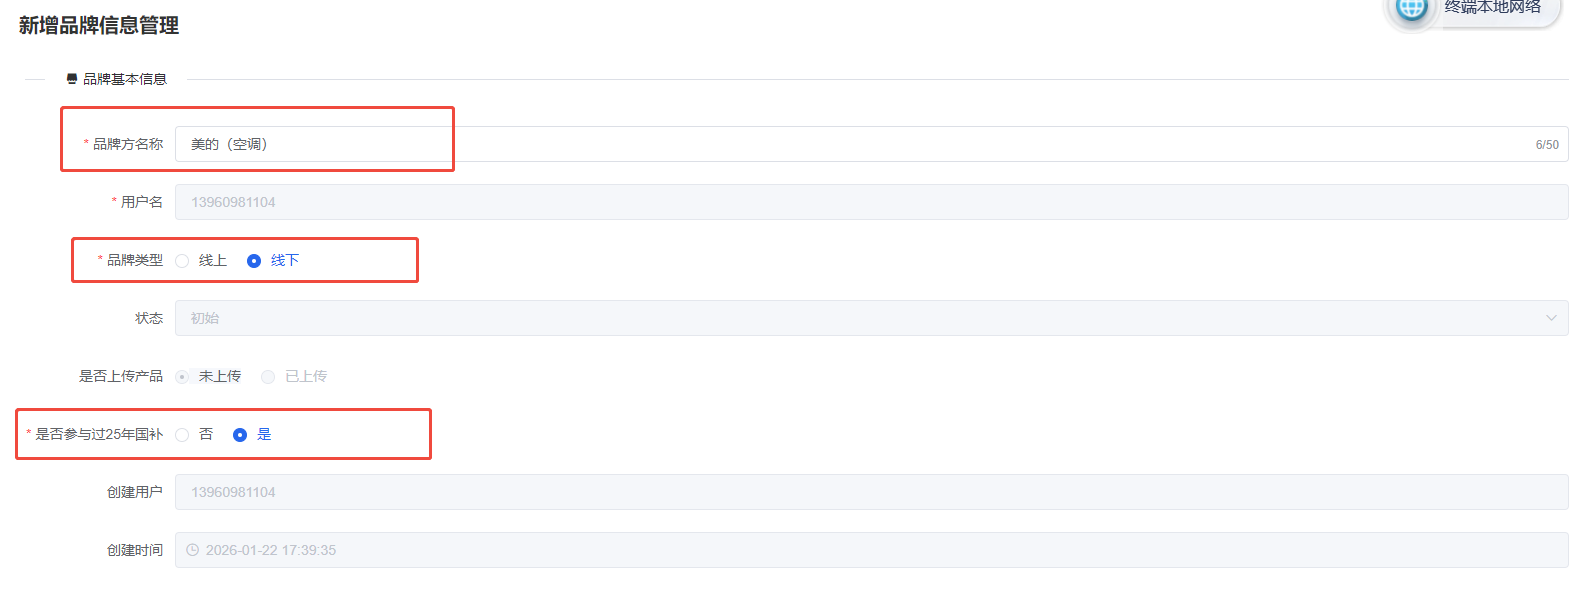 新增品牌信息管理
终端本地网络
品牌基本信息
* 品牌方名称 美的（空调） 6/50
* 用户名 13960981104
* 品牌类型 线上 线下
状态 初始
是否上传产品 未上传 已上传
* 是否参与过25年国补 否 是
创建用户 13960981104
创建时间 2026-01-22 17:39:35